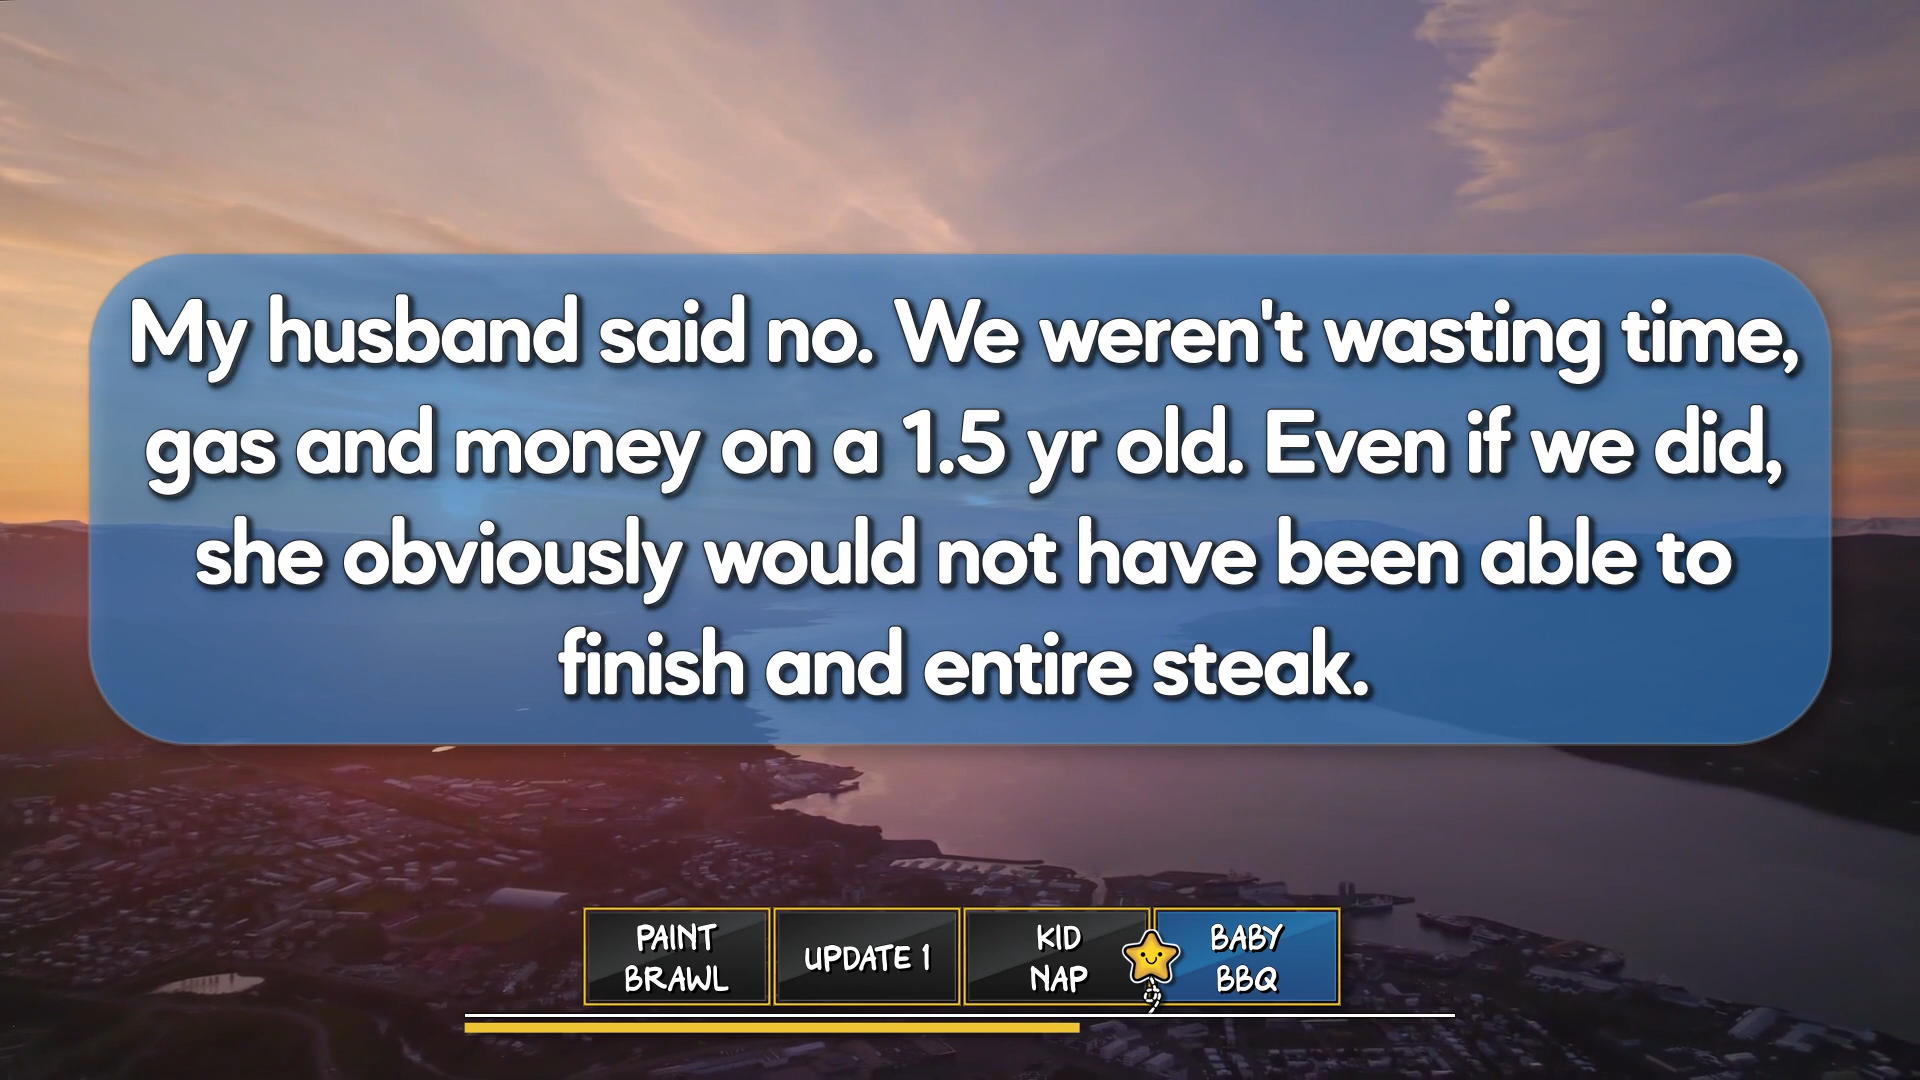 My husband said no. We weren't wasting time,
gas and money on a 1.5 yr old. Even if we did,
she obviously would not have been able to
finish and entire steak.
PAINT
BRAWL
UPDATE 1
KID
NAP
BABY
BBQ